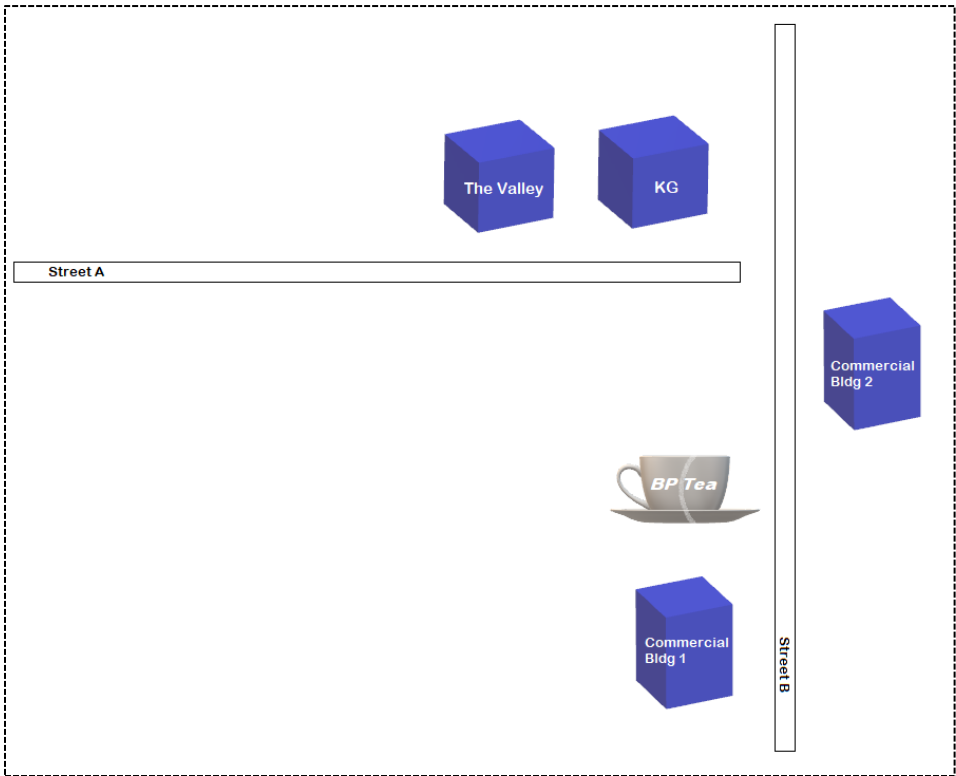 The Valley
KG
Street A
Commercial
Bldg 2
BP Tea
Commercial
Bldg 1
Street B